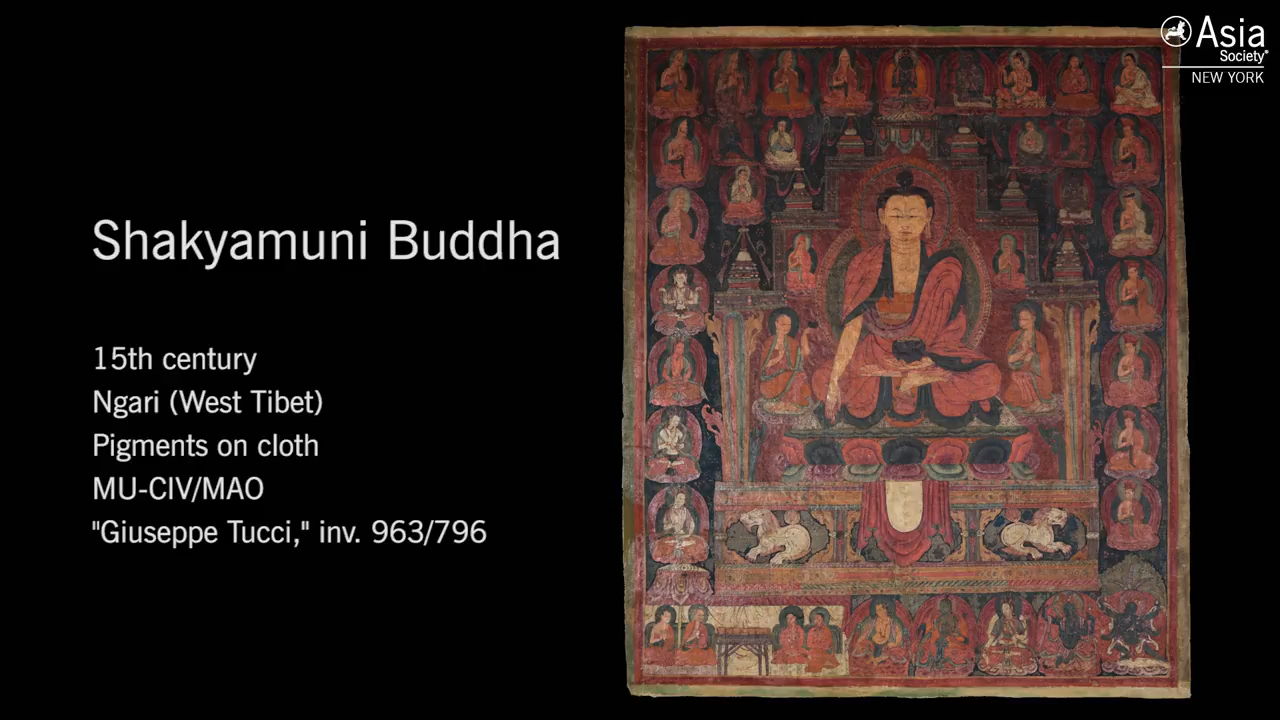 Shakyamuni Buddha
15th century
Ngari (West Tibet)
Pigments on cloth
MU-CIV/MAO
"Giuseppe Tucci," inv. 963/796
Asia
Society®
NEW YORK